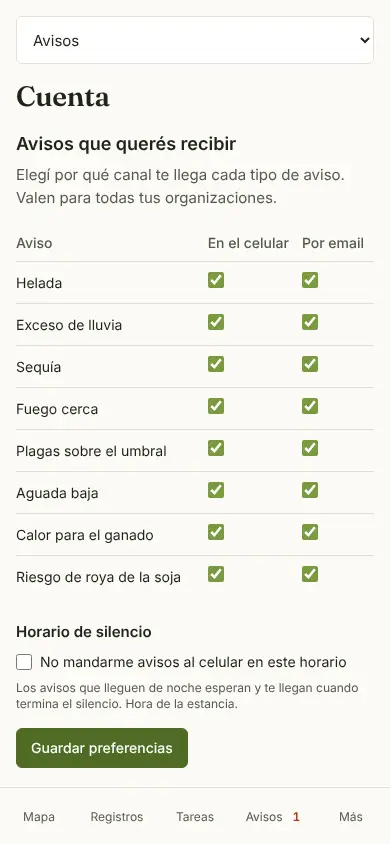 Avisos
Cuenta
Avisos que querés recibir
Elegí por qué canal te llega cada tipo de aviso.
Valen para todas tus organizaciones.
Aviso En el celular Por email
Helada
Exceso de lluvia
Sequía
Fuego cerca
Plagas sobre el umbral
Aguada baja
Calor para el ganado
Riesgo de roya de la soja
Horario de silencio
No mandarme avisos al celular en este horario
Los avisos que lleguen de noche esperan y te llegan cuando
termina el silencio. Hora de la estancia.
Guardar preferencias
Mapa Registros Tareas Avisos 1 Más